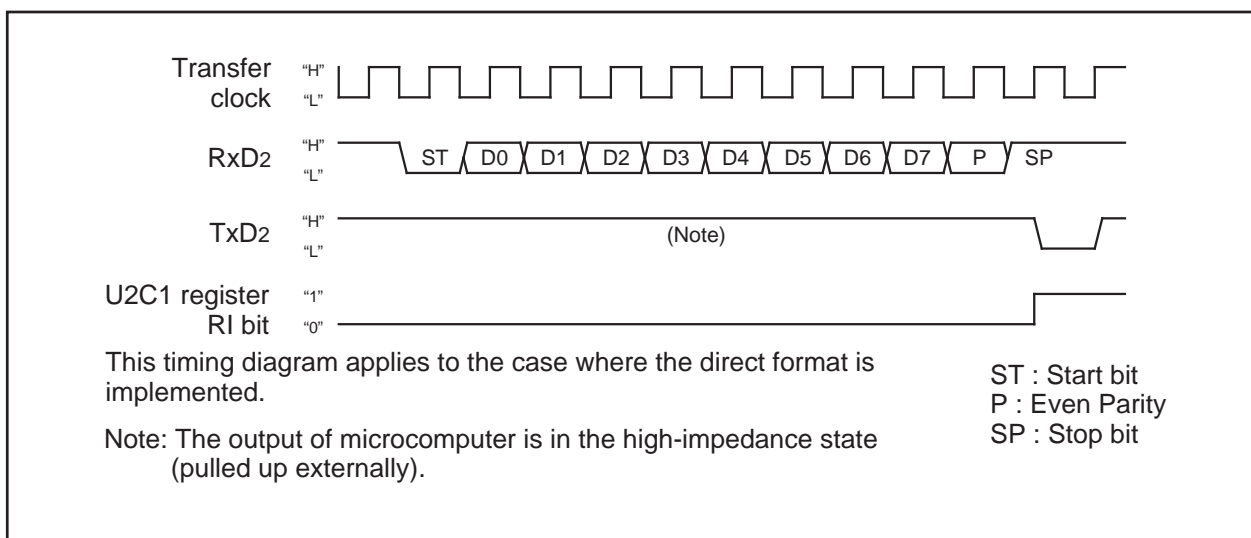 Transfer clock “H” “L”
RxD2 “H” “L” ST D0 D1 D2 D3 D4 D5 D6 D7 P SP
TxD2 “H” “L” (Note)
U2C1 register RI bit “1” “0”
This timing diagram applies to the case where the direct format is
implemented.
Note: The output of microcomputer is in the high-impedance state
(pulled up externally).
ST : Start bit
P : Even Parity
SP : Stop bit